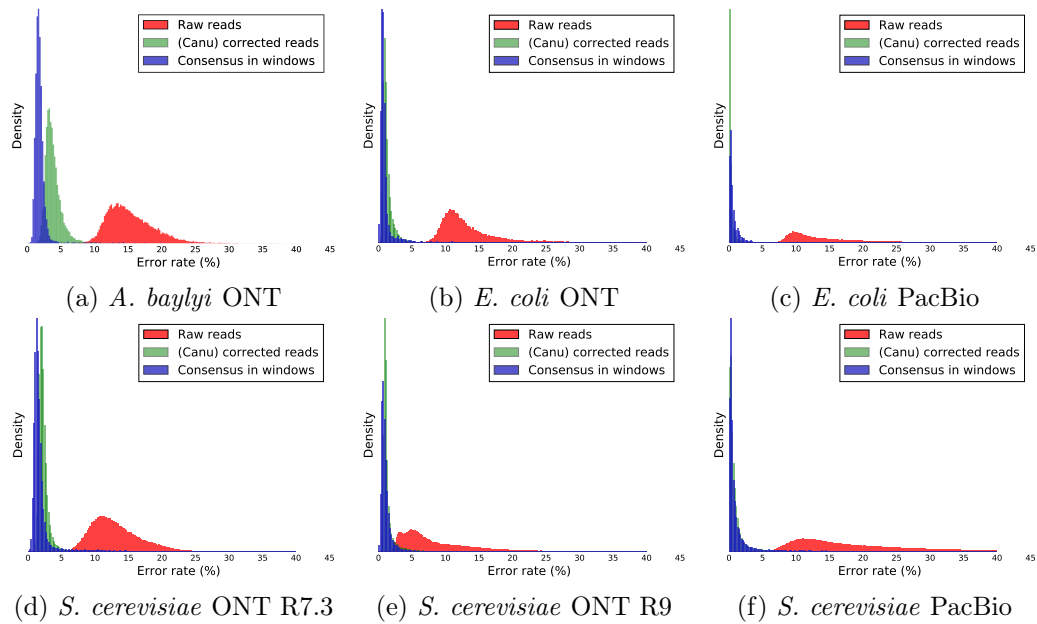 Raw reads
(Canu) corrected reads
Consensus in windows
Density
0 5 10 15 20 25 30 35 40 45
Error rate (%)
(a) A. baylyi ONT
Raw reads
(Canu) corrected reads
Consensus in windows
Density
0 5 10 15 20 25 30 35 40 45
Error rate (%)
(b) E. coli ONT
Raw reads
(Canu) corrected reads
Consensus in windows
Density
0 5 10 15 20 25 30 35 40 45
Error rate (%)
(c) E. coli PacBio
Raw reads
(Canu) corrected reads
Consensus in windows
Density
0 5 10 15 20 25 30 35 40 45
Error rate (%)
(d) S. cerevisiae ONT R7.3
Raw reads
(Canu) corrected reads
Consensus in windows
Density
0 5 10 15 20 25 30 35 40 45
Error rate (%)
(e) S. cerevisiae ONT R9
Raw reads
(Canu) corrected reads
Consensus in windows
Density
0 5 10 15 20 25 30 35 40 45
Error rate (%)
(f) S. cerevisiae PacBio